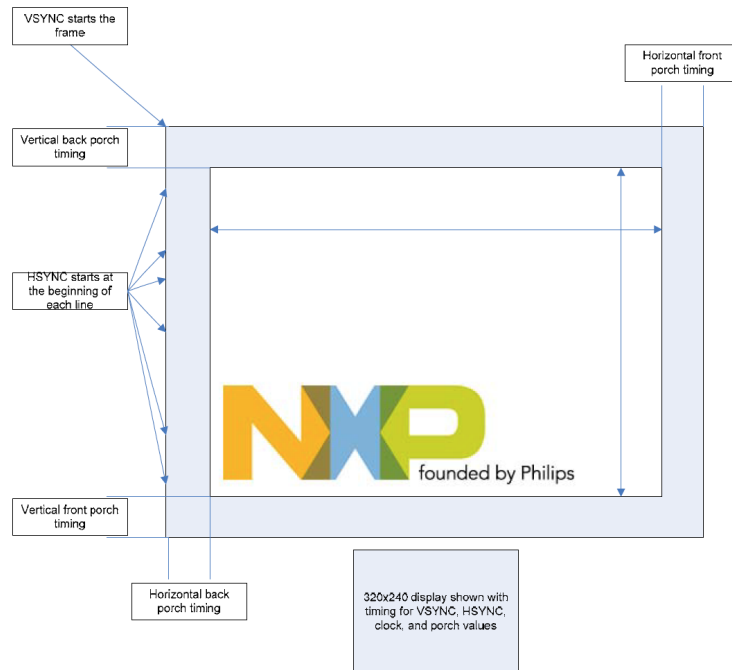 VSYNC starts the
frame
Horizontal front
porch timing
Vertical back porch
timing
HSYNC starts at
the beginning of
each line
NXP
founded by Philips
Vertical front porch
timing
Horizontal back
porch timing
320x240 display shown with
timing for VSYNC, HSYNC,
clock, and porch values